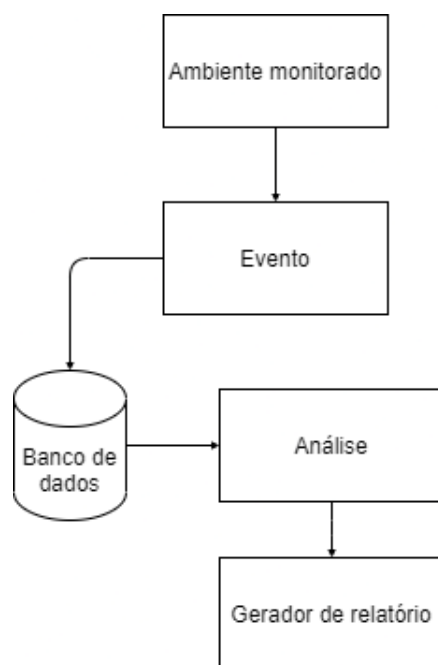 Ambiente monitorado
Evento
Banco de
dados
Análise
Gerador de relatório